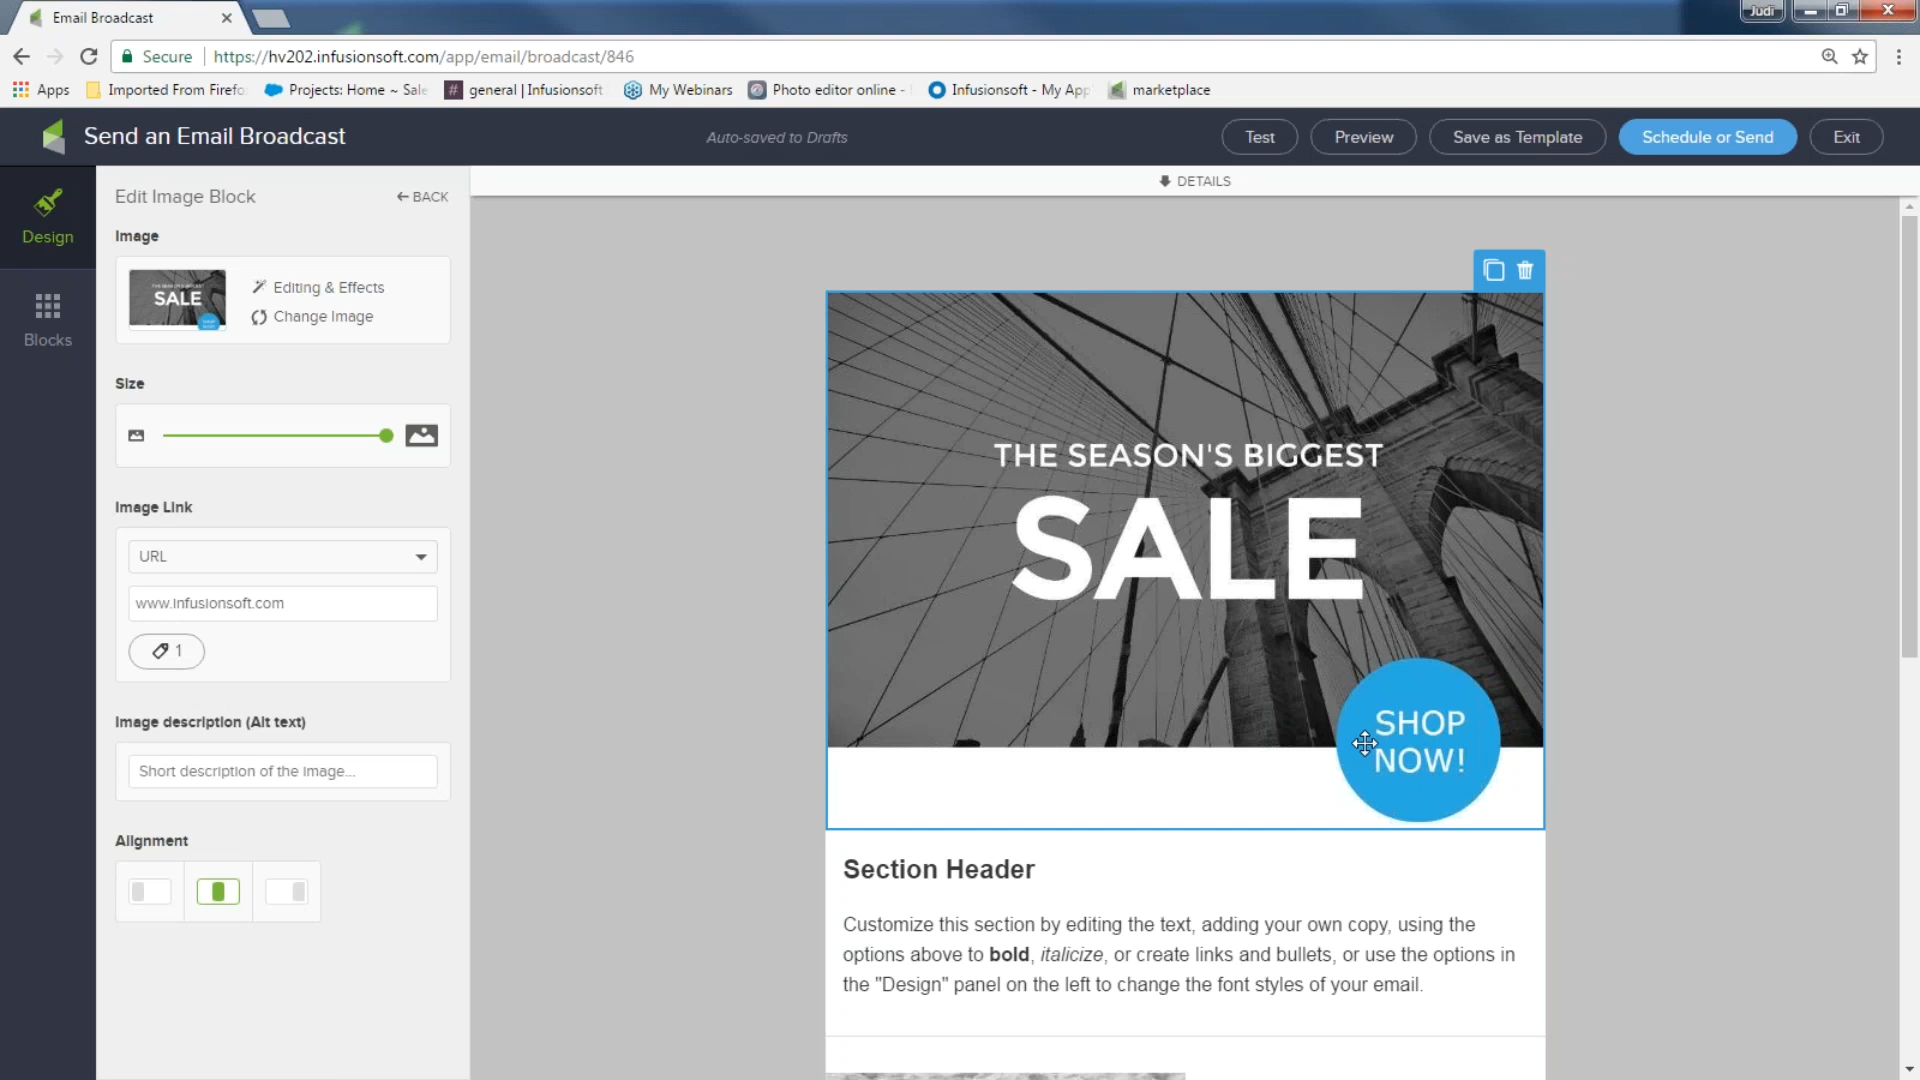 Email Broadcast
Judi
Secure
https://hv202.infusionsoft.com/app/email/broadcast/846
Apps
Imported From Firefo
Projects: Home ~ Sale
# general | Infusionsoft
My Webinars
Photo editor online -
Infusionsoft - My App
marketplace
Send an Email Broadcast
Auto-saved to Drafts
Test
Preview
Save as Template
Schedule or Send
Exit
Design
Blocks
Edit Image Block
BACK
DETAILS
Image
SALE
Editing & Effects
Change Image
Size
Image Link
URL
www.infusionsoft.com
1
Image description (Alt text)
Short description of the image...
Alignment
THE SEASON'S BIGGEST
SALE
SHOP
NOW!
Section Header
Customize this section by editing the text, adding your own copy, using the
options above to bold, italicize, or create links and bullets, or use the options in
the "Design" panel on the left to change the font styles of your email.